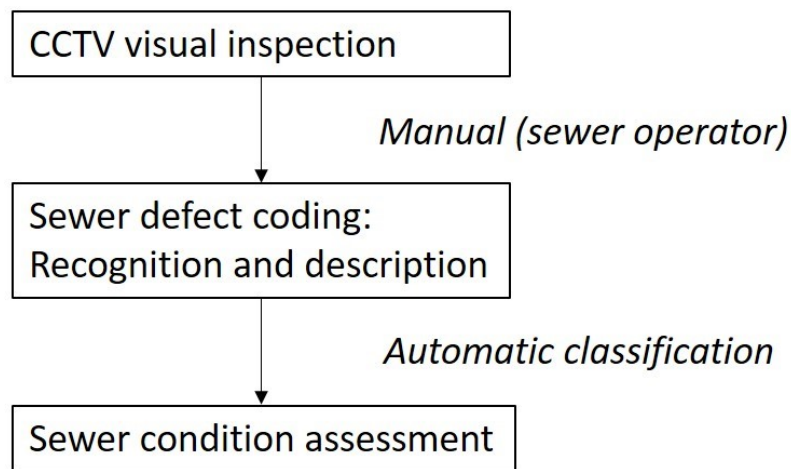 CCTV visual inspection
Manual (sewer operator)
Sewer defect coding:
Recognition and description
Automatic classification
Sewer condition assessment